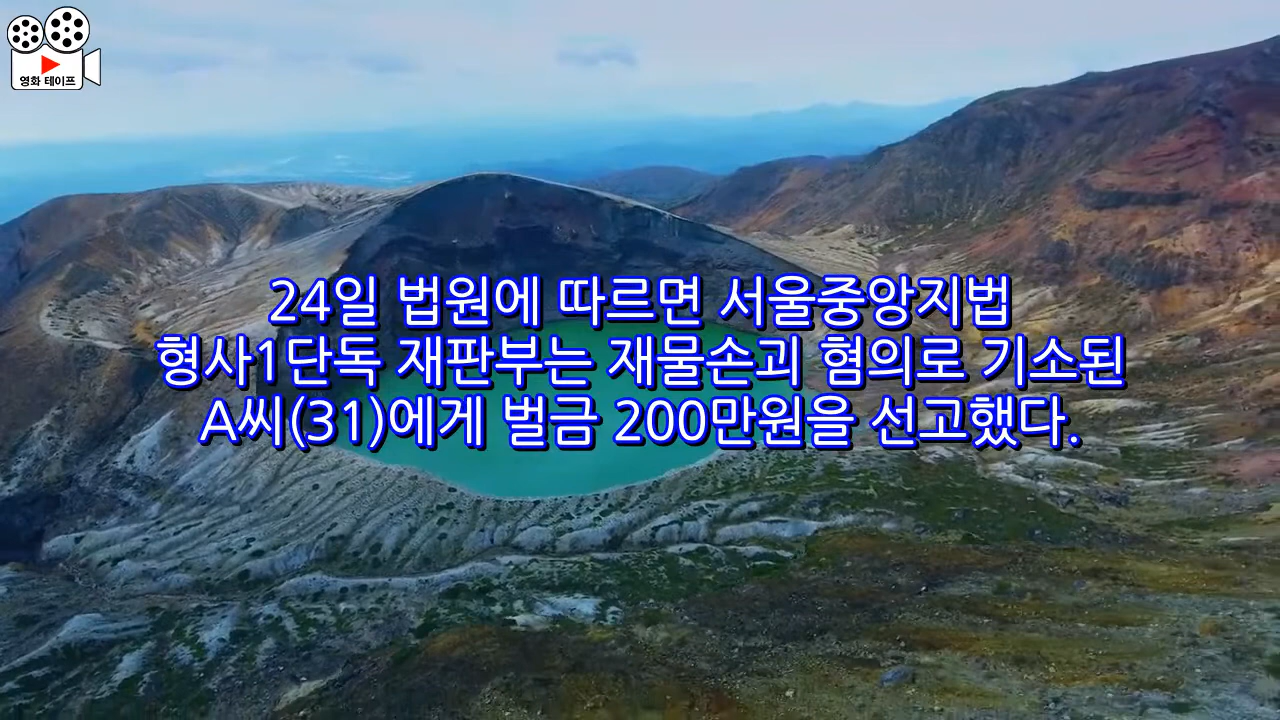 영화 테이프
24일 법원에 따르면 서울중앙지법
형사1단독 재판부는 재물손괴 혐의로 기소된
A씨(31)에게 벌금 200만원을 선고했다.